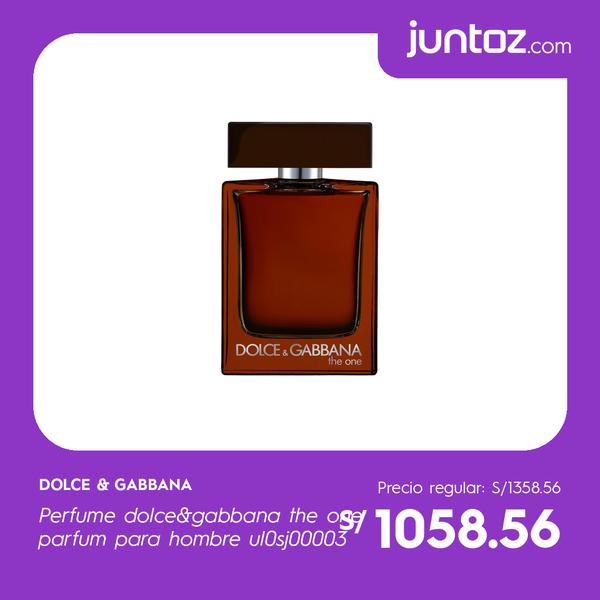 juntoz.com
DOLCE & GABBANA
the one
DOLCE & GABBANA
Perfume dolce&gabbana the one
parfum para hombre ul0sj00003
Precio regular: S/1358.56
S/ 1058.56